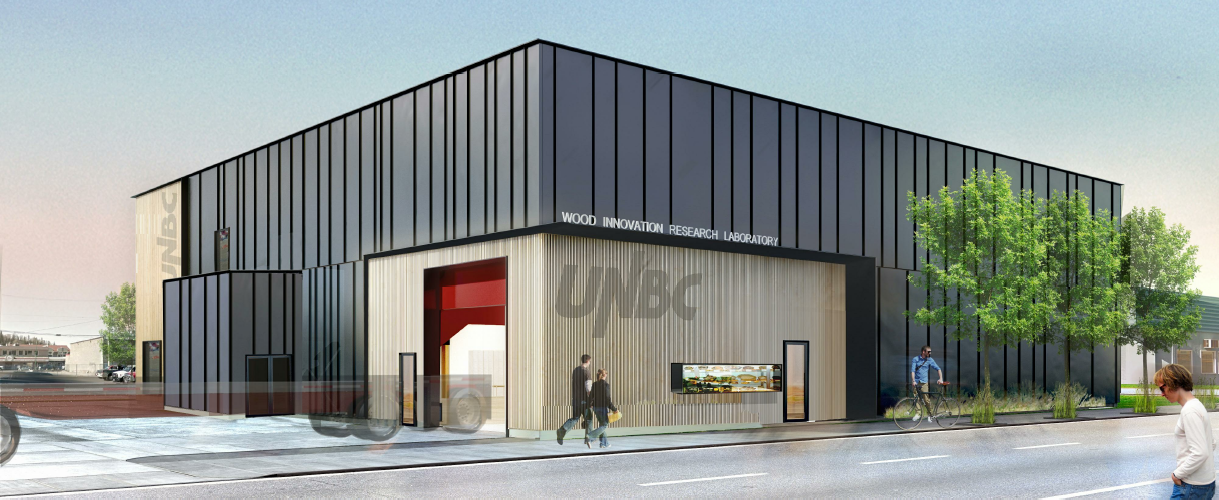 UNBC
WOOD INNOVATION RESEARCH LABORATORY
UNBC